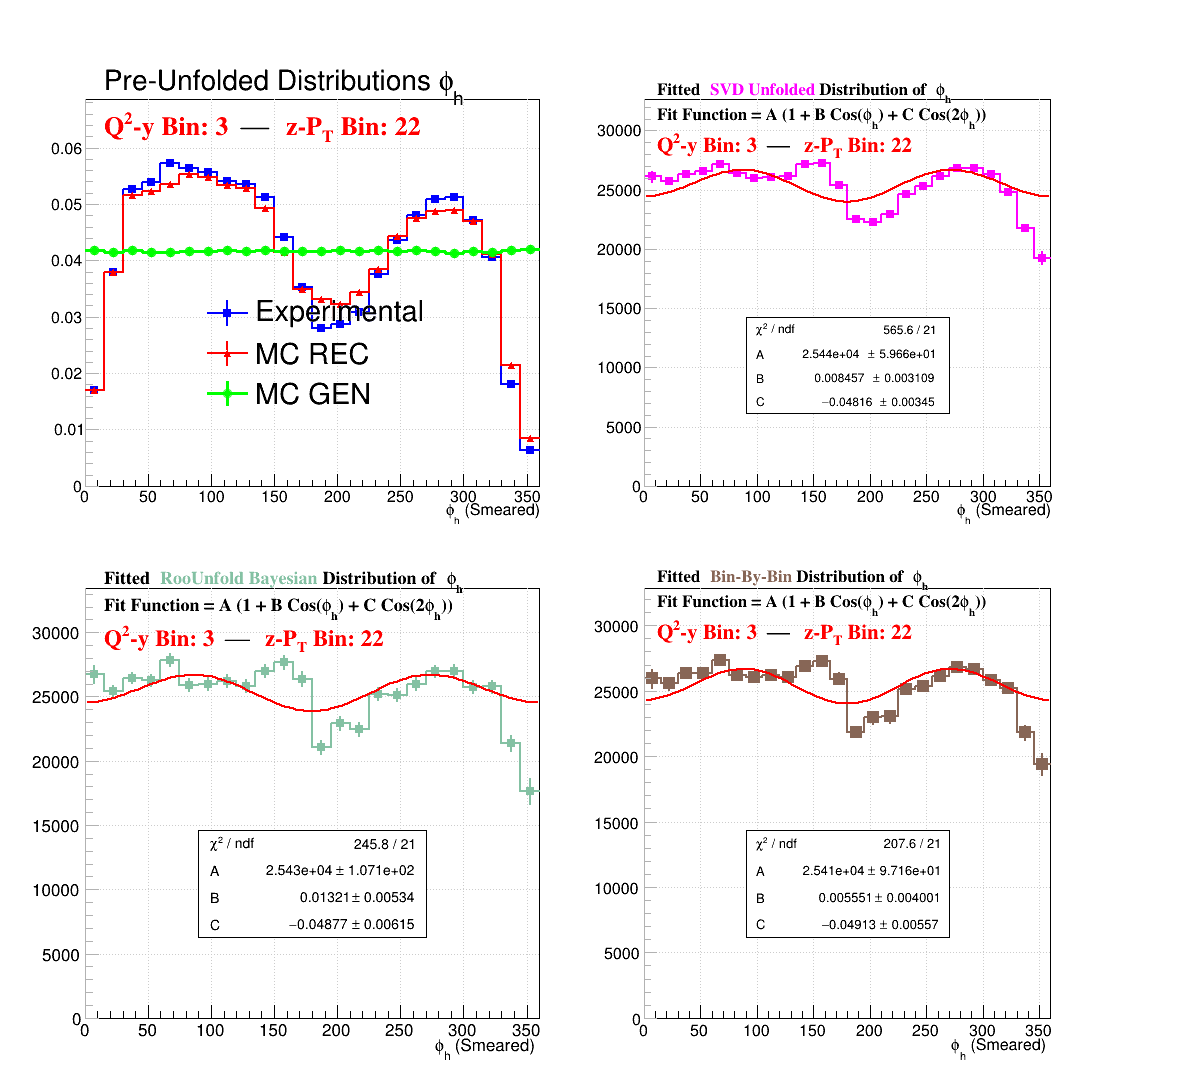 Pre-Unfolded Distributions ϕh
Q²-y Bin: 3 — z-PT Bin: 22
0.06
0.05
0.04
0.03
0.02
0.01
0
Experimental
MC REC
MC GEN
0 50 100 150 200 250 300 350
ϕh (Smeared)
Fitted SVD Unfolded Distribution of ϕh
Fit Function = A (1 + B Cos(ϕh) + C Cos(2ϕh))
Q²-y Bin: 3 — z-PT Bin: 22
30000
25000
20000
15000
10000
5000
0
χ² / ndf 565.6 / 21
A 2.544e+04 ± 5.966e+01
B 0.008457 ± 0.003109
C −0.04816 ± 0.00345
0 50 100 150 200 250 300 350
ϕh (Smeared)
Fitted RooUnfold Bayesian Distribution of ϕh
Fit Function = A (1 + B Cos(ϕh) + C Cos(2ϕh))
Q²-y Bin: 3 — z-PT Bin: 22
30000
25000
20000
15000
10000
5000
0
χ² / ndf 245.8 / 21
A 2.543e+04 ± 1.071e+02
B 0.01321 ± 0.00534
C −0.04877 ± 0.00615
0 50 100 150 200 250 300 350
ϕh (Smeared)
Fitted Bin-By-Bin Distribution of ϕh
Fit Function = A (1 + B Cos(ϕh) + C Cos(2ϕh))
Q²-y Bin: 3 — z-PT Bin: 22
30000
25000
20000
15000
10000
5000
0
χ² / ndf 207.6 / 21
A 2.541e+04 ± 9.716e+01
B 0.005551 ± 0.004001
C −0.04913 ± 0.00557
0 50 100 150 200 250 300 350
ϕh (Smeared)